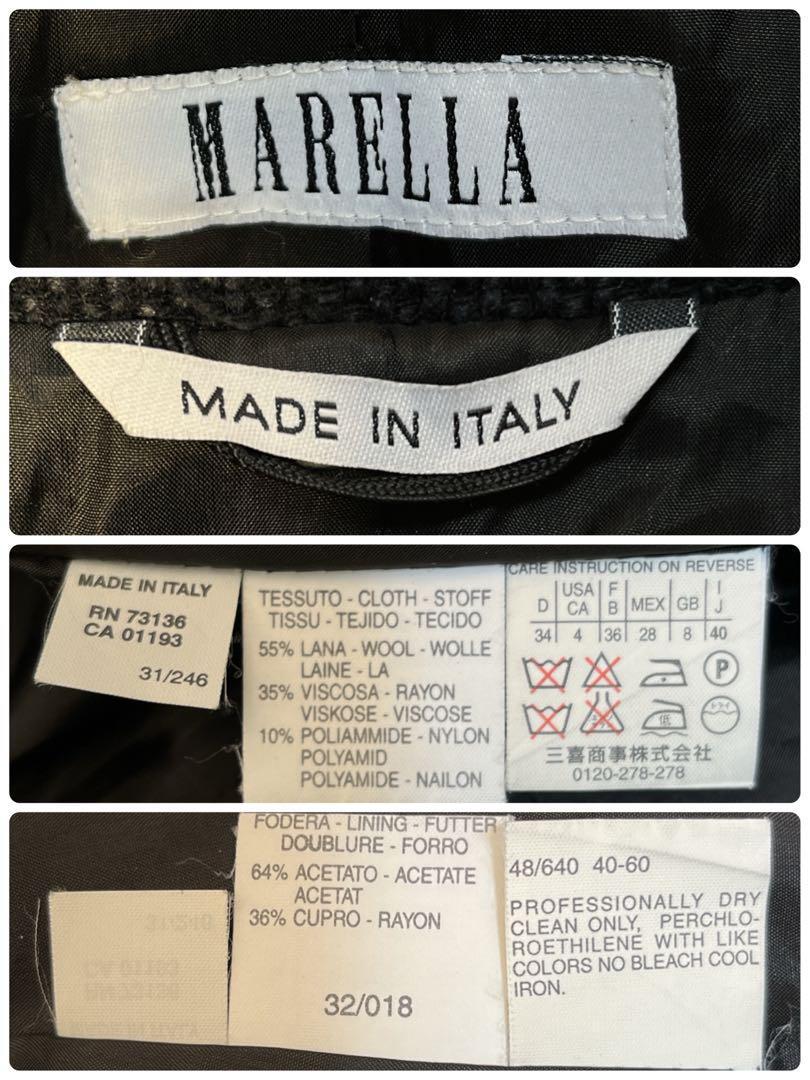 MARELLA
MADE IN ITALY
MADE IN ITALY
RN 73136
CA 01193
31/246
TESSUTO - CLOTH - STOFF
TISSU - TEJIDO - TECIDO
55% LANA - WOOL - WOLLE
LAINE - LA
35% VISCOSA - RAYON
VISKOSE - VISCOSE
10% POLIAMMIDE - NYLON
POLYAMID
POLYAMIDE - NAILON
CARE INSTRUCTION ON REVERSE
D USA CA F B MEX GB I J
34 4 36 28 8 40
P
低 ドライ
三喜商事株式会社
0120-278-278
FODERA - LINING - FUTTER
DOUBLURE - FORRO
64% ACETATO - ACETATE
ACETAT
36% CUPRO - RAYON
32/018
48/640 40-60
PROFESSIONALLY DRY
CLEAN ONLY, PERCHLO-
ROETHILENE WITH LIKE
COLORS NO BLEACH COOL
IRON.